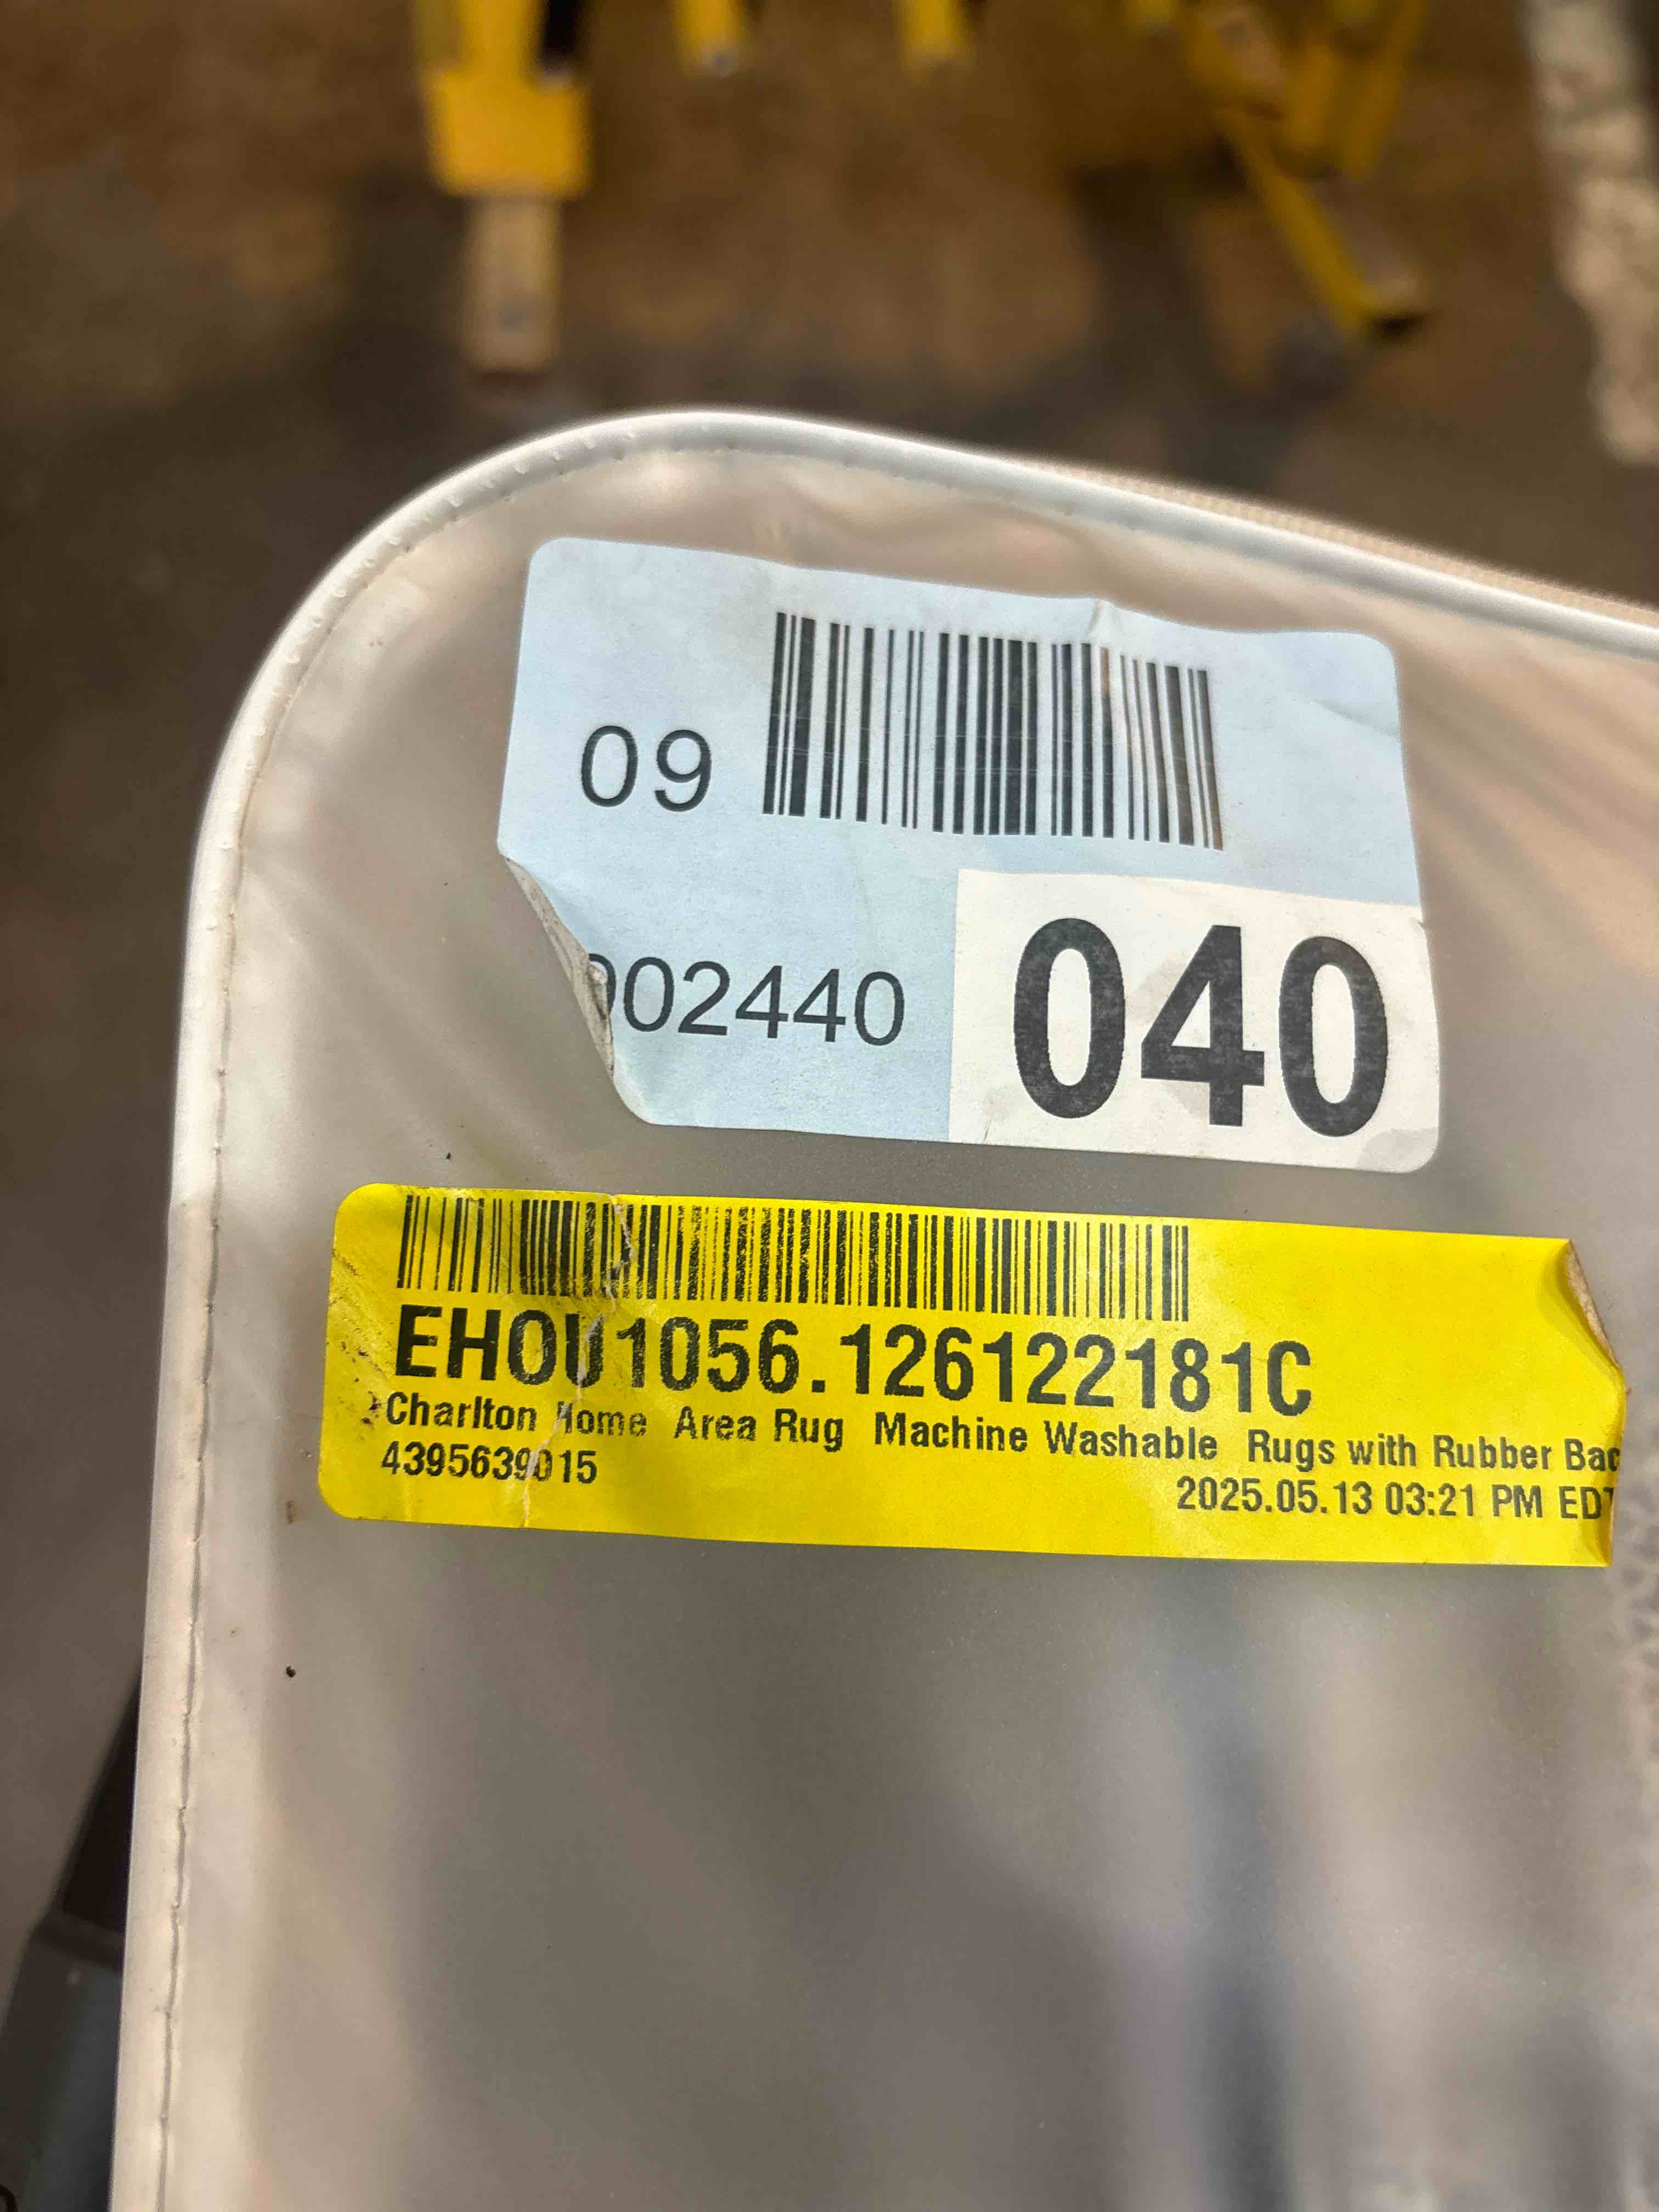 09
02440
040
EHOU1056.126122181C
Charlton Home Area Rug Machine Washable Rugs with Rubber Bac
4395639015
2025.05.13 03:21 PM EDT